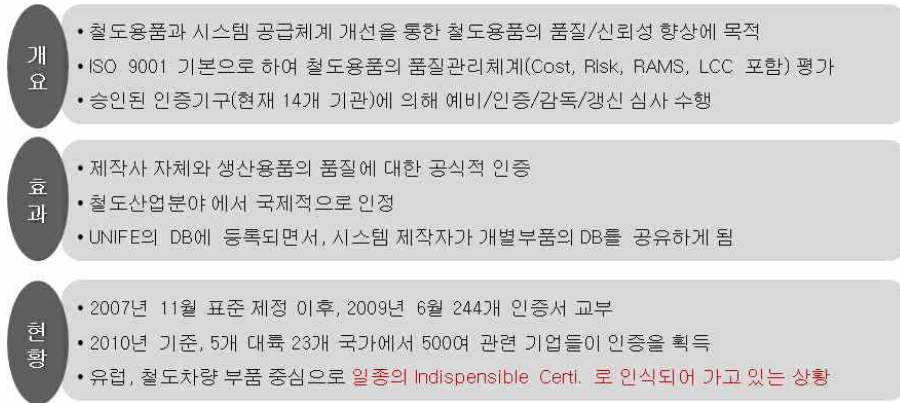 개요
• 철도용품과 시스템 공급체계 개선을 통한 철도용품의 품질/신뢰성 향상에 목적
• ISO 9001 기본으로 하여 철도용품의 품질관리체계(Cost, Risk, RAMS, LCC 포함) 평가
• 승인된 인증기구(현재 14개 기관)에 의해 예비/인증/감독/갱신 심사 수행
효과
• 제작사 자체와 생산용품의 품질에 대한 공식적 인증
• 철도산업분야 에서 국제적으로 인정
• UNIFE의 DB에 등록되면서, 시스템 제작자가 개별부품의 DB를 공유하게 됨
현황
• 2007년 11월 표준 제정 이후, 2009년 6월 244개 인증서 교부
• 2010년 기준, 5개 대륙 23개 국가에서 500여 관련 기업들이 인증을 획득
• 유럽, 철도차량 부품 중심으로 일종의 Indispensible Certi. 로 인식되어 가고 있는 상황